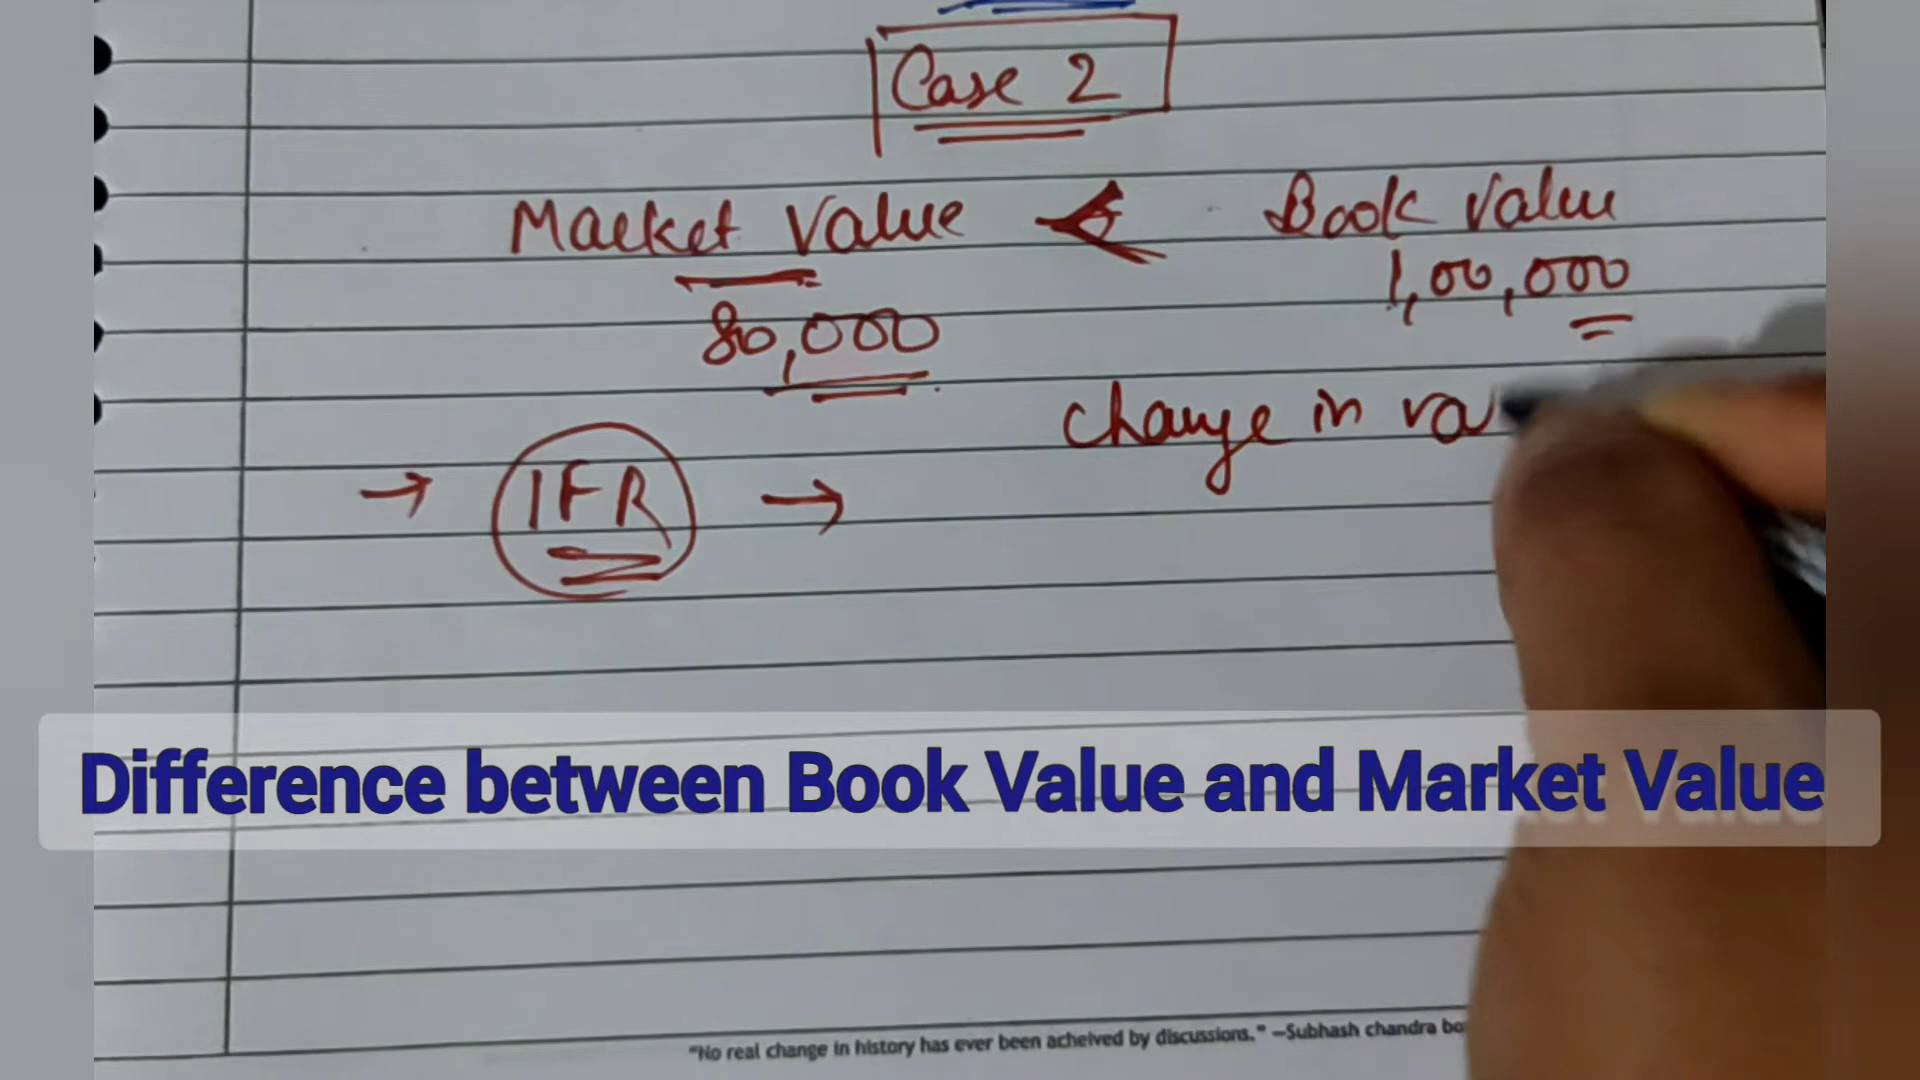 Case 2
Market Value < Book Value
80,000 1,00,000
Change in va
→ IFR →
Difference between Book Value and Market Value
"No real change in history has ever been acheived by discussions." —Subhash chandra bo